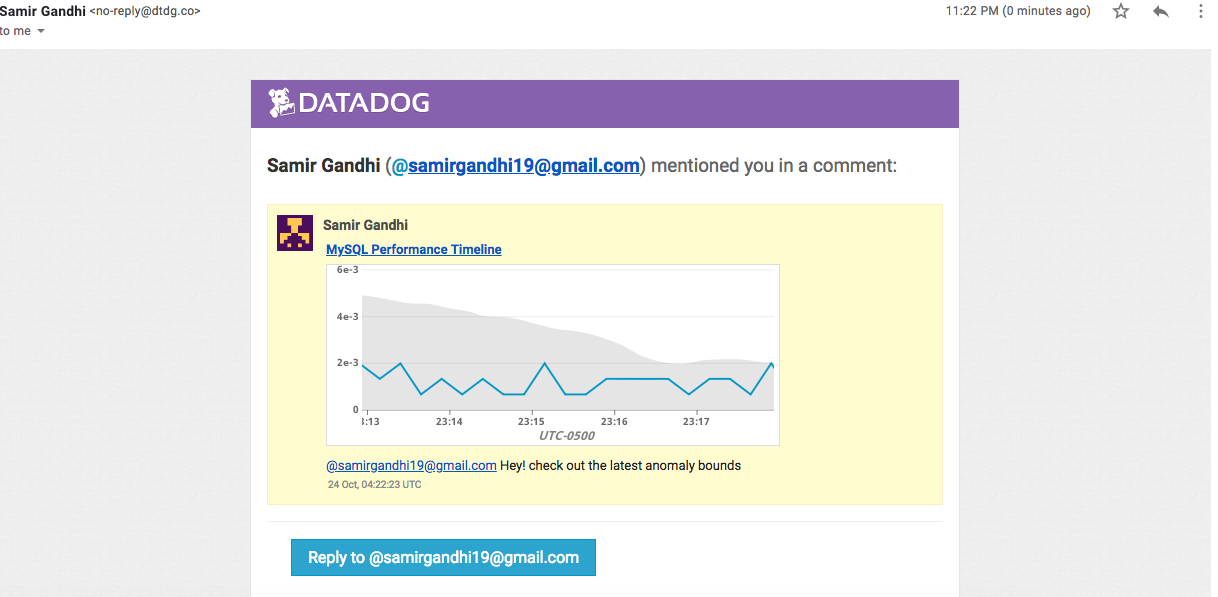 Samir Gandhi <no-reply@dtdg.co>
11:22 PM (0 minutes ago)
to me
DATADOG
Samir Gandhi (@samirgandhi19@gmail.com) mentioned you in a comment:
Samir Gandhi
MySQL Performance Timeline
6e-3
4e-3
2e-3
0
23:14 23:15 23:16 23:17
UTC-0500
@samirgandhi19@gmail.com Hey! check out the latest anomaly bounds
24 Oct, 04:22:23 UTC
Reply to @samirgandhi19@gmail.com